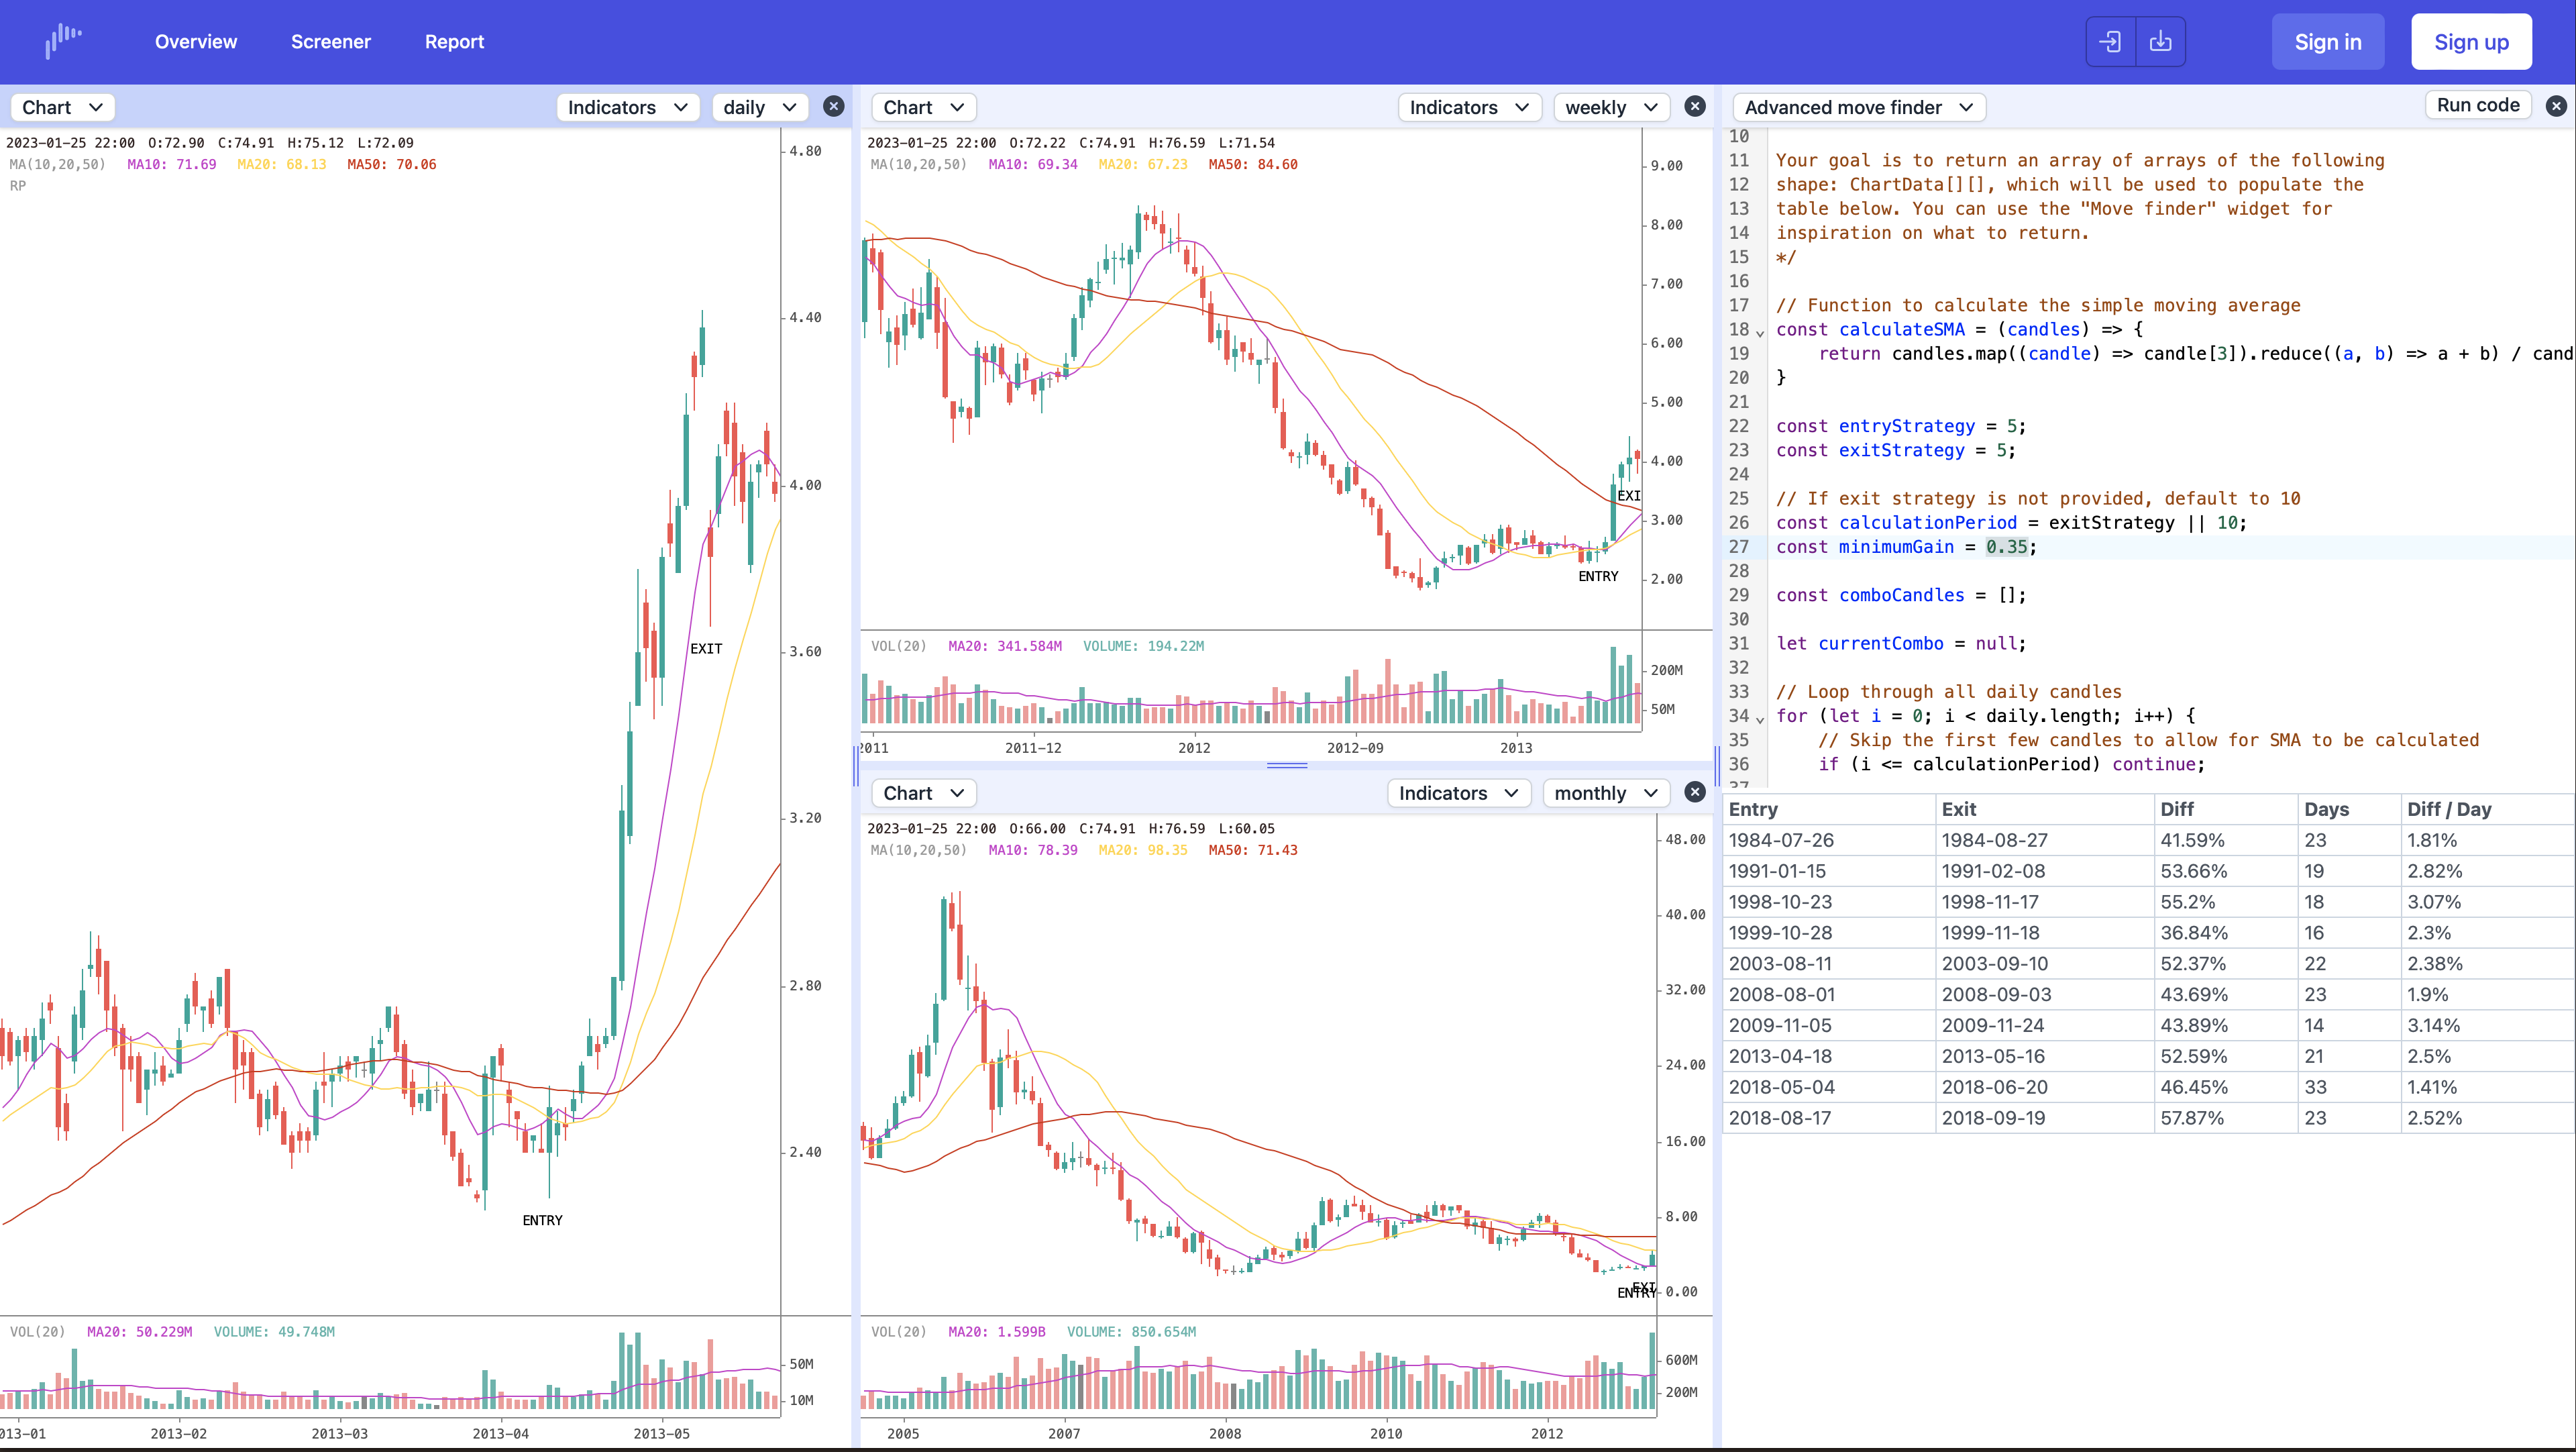 Overview Screener Report Sign in Sign up
Chart Indicators daily
2023-01-25 22:00 O:72.90 C:74.91 H:75.12 L:72.09
MA(10,20,50) MA10: 71.69 MA20: 68.13 MA50: 70.06
RP
4.80
4.40
4.00
3.60
3.20
2.80
2.40
EXIT
ENTRY
VOL(20) MA20: 50.229M VOLUME: 49.748M
50M
10M
013-01 2013-02 2013-03 2013-04 2013-05
Chart Indicators weekly
2023-01-25 22:00 O:72.22 C:74.91 H:76.59 L:71.54
MA(10,20,50) MA10: 69.34 MA20: 67.23 MA50: 84.60
9.00
8.00
7.00
6.00
5.00
4.00
3.00
2.00
EXI
ENTRY
VOL(20) MA20: 341.584M VOLUME: 194.22M
200M
50M
2011 2011-12 2012 2012-09 2013
Chart Indicators monthly
2023-01-25 22:00 O:66.00 C:74.91 H:76.59 L:60.05
MA(10,20,50) MA10: 78.39 MA20: 98.35 MA50: 71.43
48.00
40.00
32.00
24.00
16.00
8.00
0.00
EXI
ENTRY
VOL(20) MA20: 1.599B VOLUME: 850.654M
600M
200M
2005 2007 2008 2010 2012
Advanced move finder Run code
10
11 Your goal is to return an array of arrays of the following
12 shape: ChartData[][], which will be used to populate the
13 table below. You can use the "Move finder" widget for
14 inspiration on what to return.
15 */
16
17 // Function to calculate the simple moving average
18 const calculateSMA = (candles) => {
19 return candles.map((candle) => candle[3]).reduce((a, b) => a + b) / cand
20 }
21
22 const entryStrategy = 5;
23 const exitStrategy = 5;
24
25 // If exit strategy is not provided, default to 10
26 const calculationPeriod = exitStrategy || 10;
27 const minimumGain = 0.35;
28
29 const comboCandles = [];
30
31 let currentCombo = null;
32
33 // Loop through all daily candles
34 for (let i = 0; i < daily.length; i++) {
35 // Skip the first few candles to allow for SMA to be calculated
36 if (i <= calculationPeriod) continue;
37
Entry Exit Diff Days Diff / Day
1984-07-26 1984-08-27 41.59% 23 1.81%
1991-01-15 1991-02-08 53.66% 19 2.82%
1998-10-23 1998-11-17 55.2% 18 3.07%
1999-10-28 1999-11-18 36.84% 16 2.3%
2003-08-11 2003-09-10 52.37% 22 2.38%
2008-08-01 2008-09-03 43.69% 23 1.9%
2009-11-05 2009-11-24 43.89% 14 3.14%
2013-04-18 2013-05-16 52.59% 21 2.5%
2018-05-04 2018-06-20 46.45% 33 1.41%
2018-08-17 2018-09-19 57.87% 23 2.52%